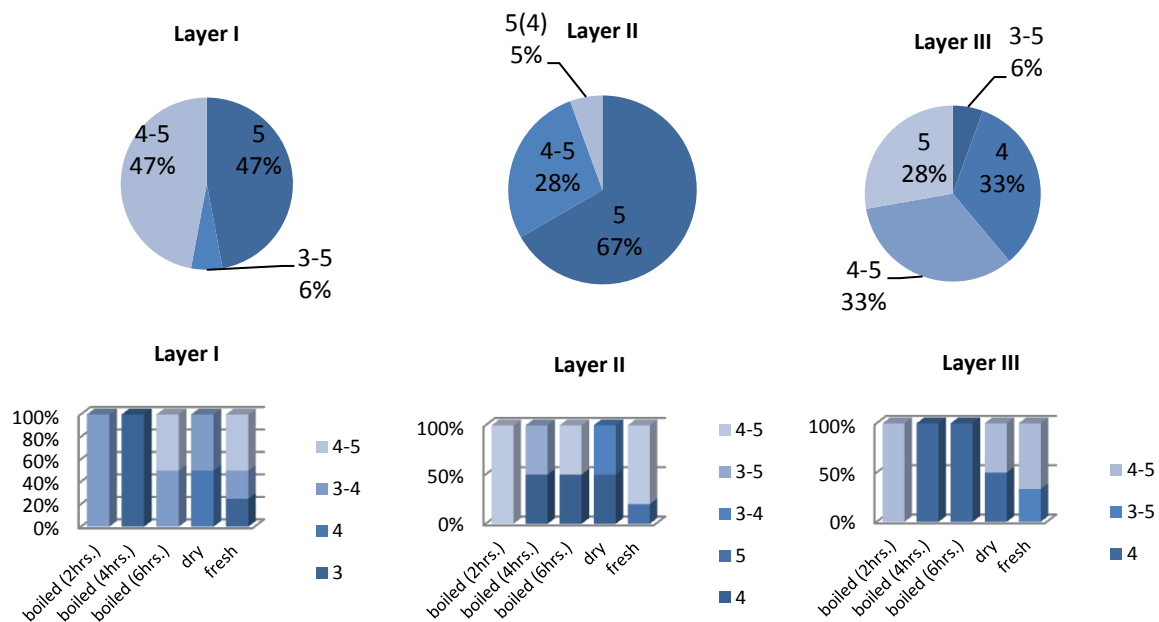 Layer I
4-5
47%
5
47%
3-5
6%
Layer II
5(4)
5%
4-5
28%
5
67%
Layer III
3-5
6%
5
28%
4
33%
4-5
33%
Layer I
100%
80%
60%
40%
20%
0%
boiled (2hrs.)
boiled (4hrs.)
boiled (6hrs.)
dry
fresh
4-5
3-4
4
3
Layer II
100%
50%
0%
boiled (2hrs.)
boiled (4hrs.)
boiled (6hrs.)
dry
fresh
4-5
3-5
3-4
5
4
Layer III
100%
50%
0%
boiled (2hrs.)
boiled (4hrs.)
boiled (6hrs.)
dry
fresh
4-5
3-5
4